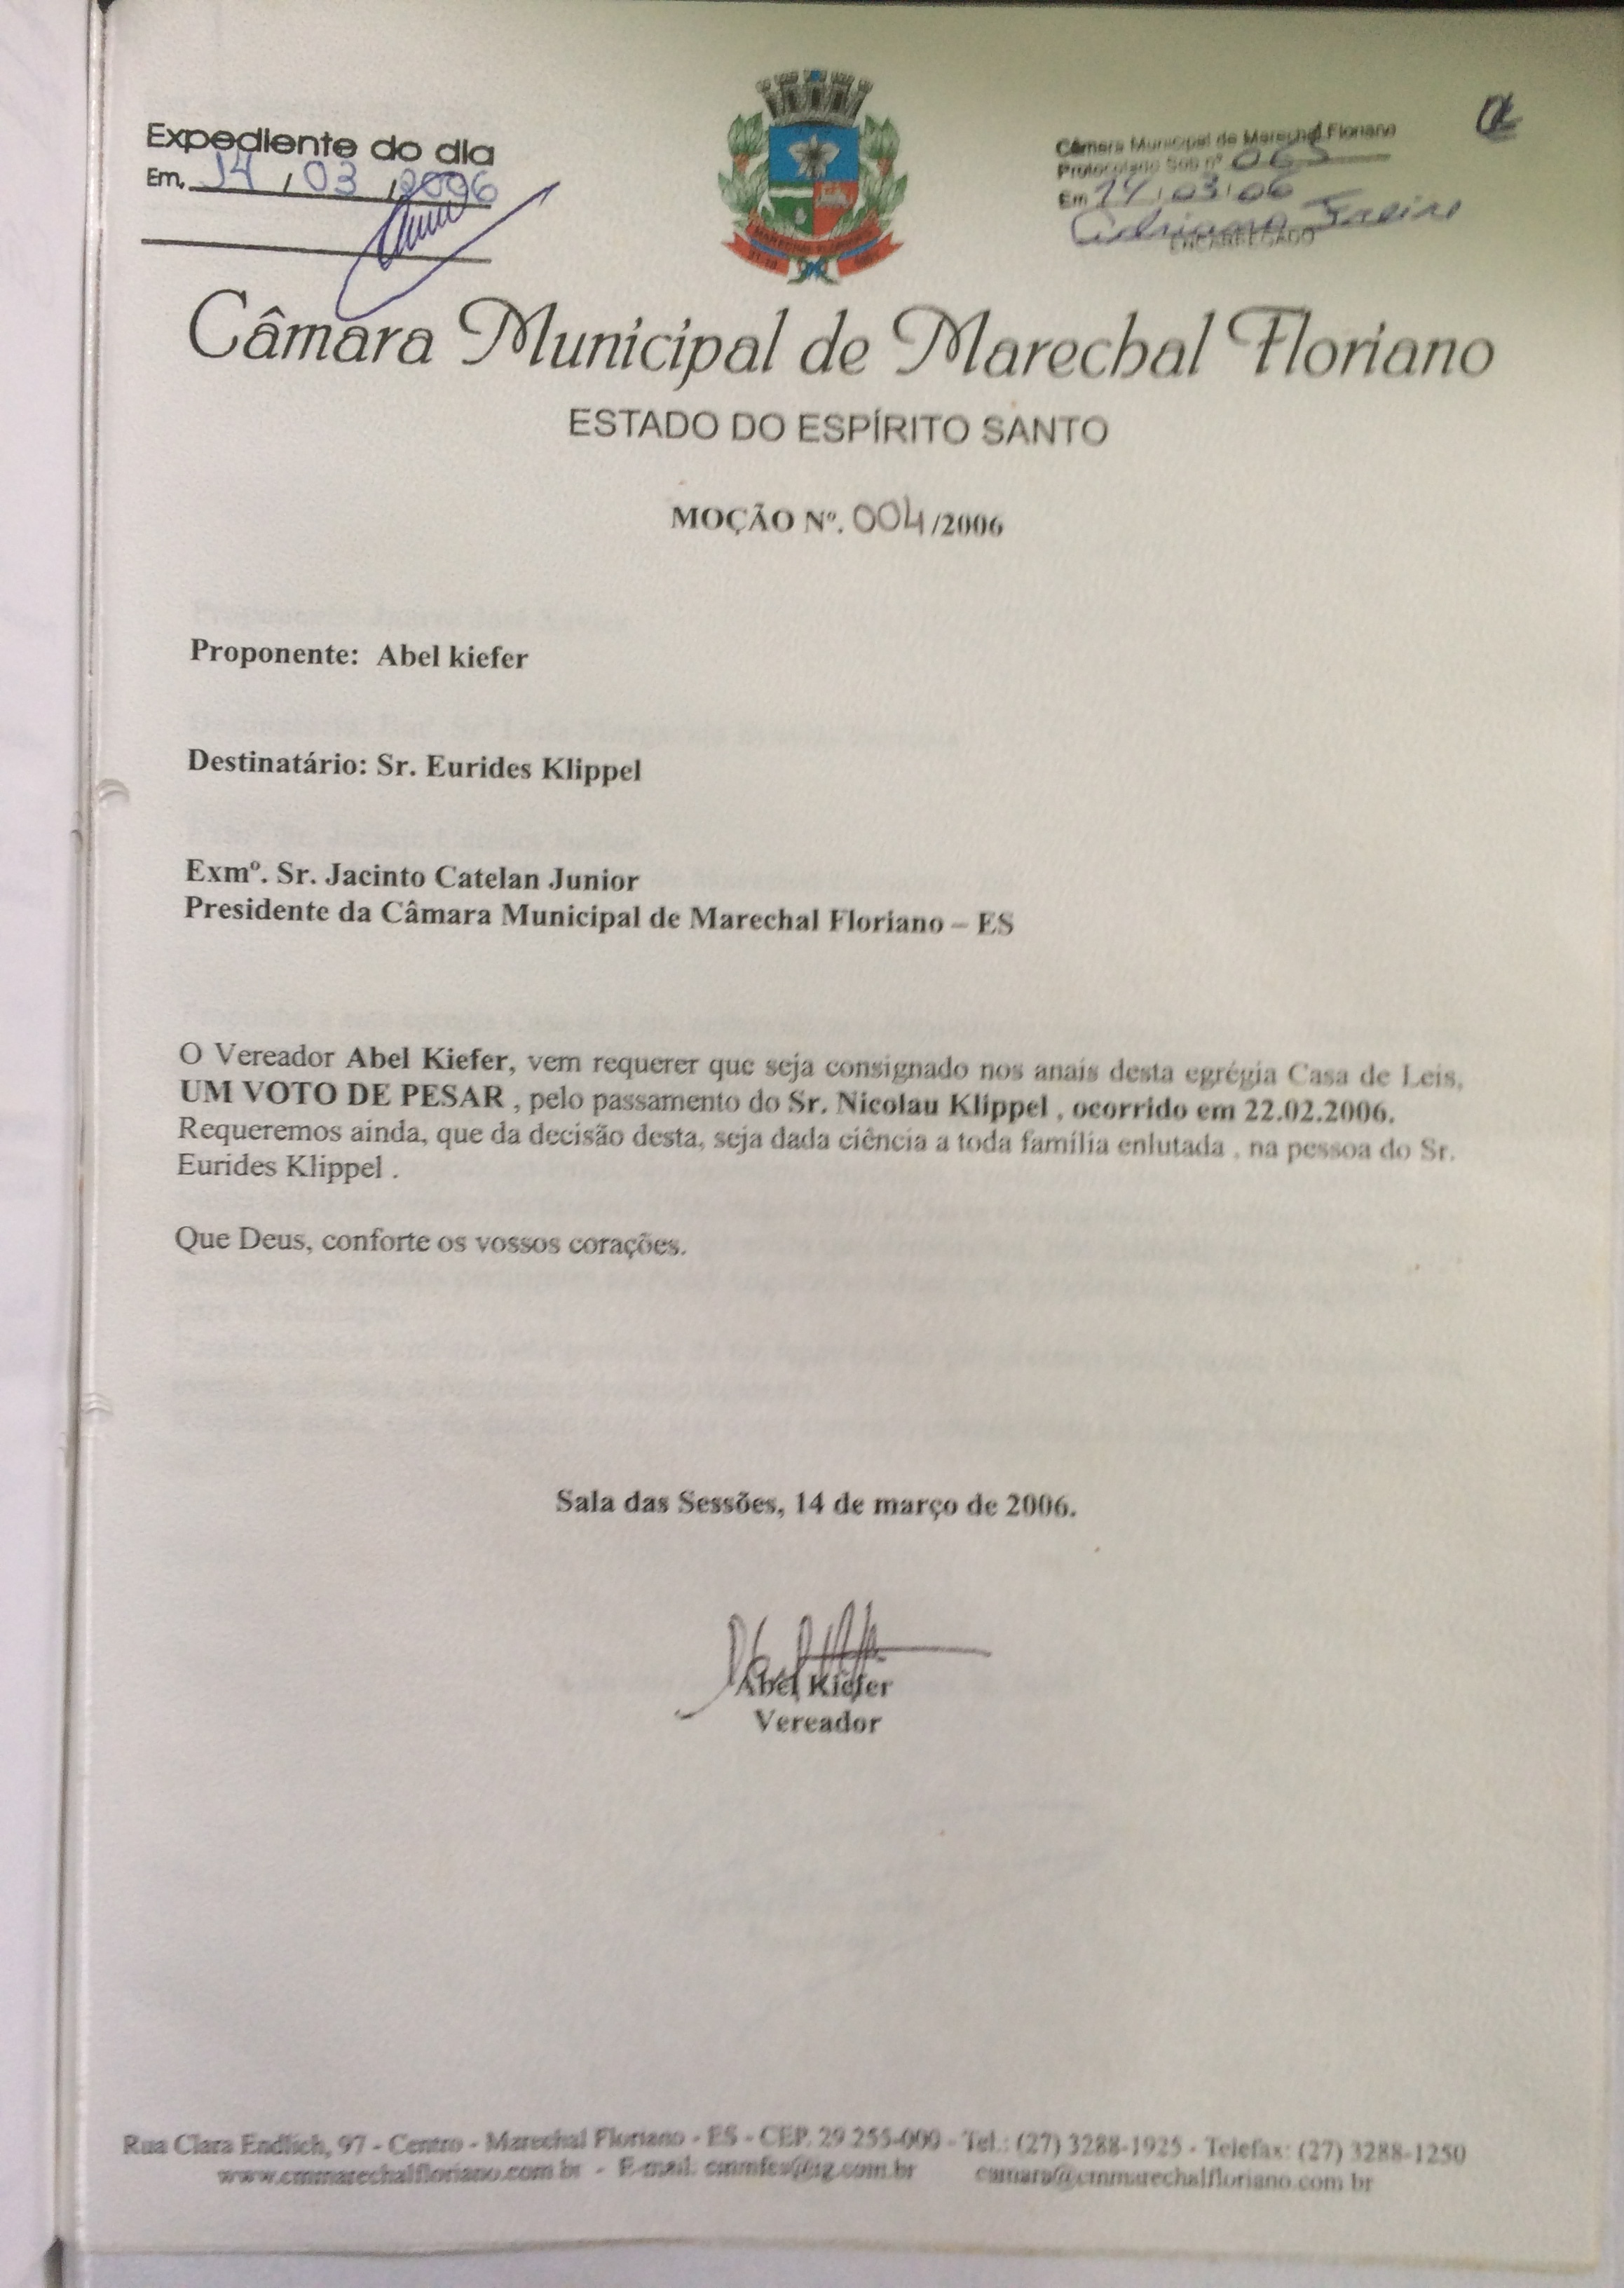 Expediente do dia
Em, 14 / 03 / 2006
Câmara Municipal de Marechal Floriano
Protocolado Sob nº 065
Em 14 / 03 / 06
Adriana
ENCARREGADO
MARECHAL FLORIANO
Câmara Municipal de Marechal Floriano
ESTADO DO ESPÍRITO SANTO
MOÇÃO Nº. 004/2006
Proponente: Abel kiefer
Destinatário: Sr. Eurides Klippel
Exmº. Sr. Jacinto Catelan Junior
Presidente da Câmara Municipal de Marechal Floriano – ES
O Vereador Abel Kiefer, vem requerer que seja consignado nos anais desta egrégia Casa de Leis,
UM VOTO DE PESAR , pelo passamento do Sr. Nicolau Klippel , ocorrido em 22.02.2006.
Requeremos ainda, que da decisão desta, seja dada ciência a toda família enlutada , na pessoa do Sr.
Eurides Klippel .
Que Deus, conforte os vossos corações.
Sala das Sessões, 14 de março de 2006.
Abel Kiefer
Vereador
Rua Clara Endlich, 97 - Centro - Marechal Floriano - ES - CEP. 29 255-000 - Tel.: (27) 3288-1925 - Telefax: (27) 3288-1250
www.cmmarechalfloriano.com.br - E-mail. cmmfes@ig.com.br camara@cmmarechalfloriano.com br